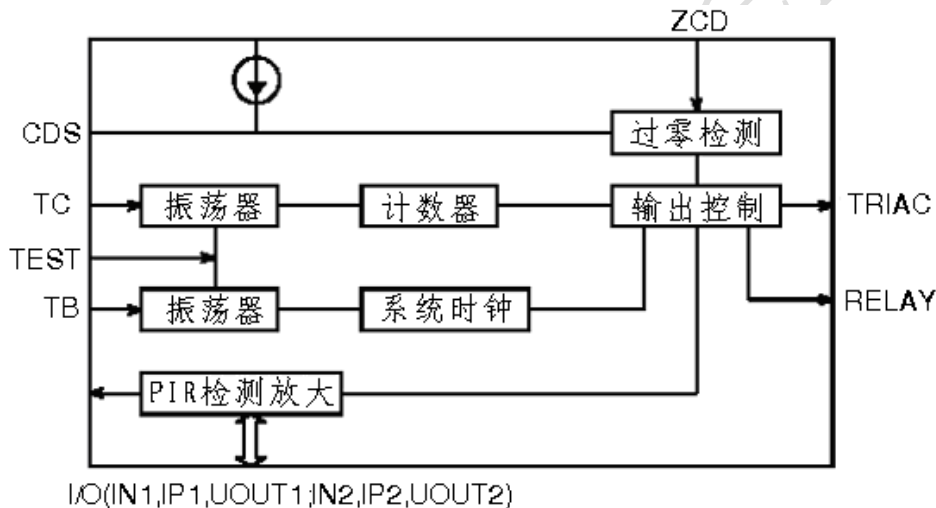 ZCD
CDS
过零检测
TC
振荡器
计数器
输出控制
TRIAC
TEST
TB
振荡器
系统时钟
RELAY
PIR检测放大
I/O(IN1,IP1,UOUT1;IN2,IP2,UOUT2)